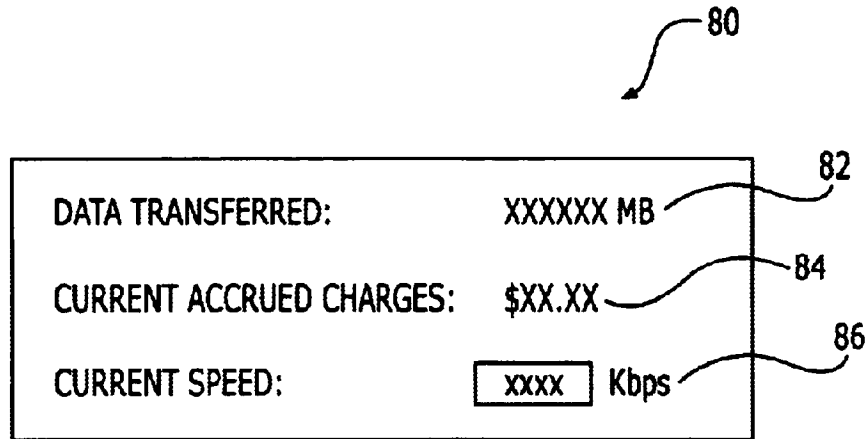 80
DATA TRANSFERRED: XXXXXX MB 82
CURRENT ACCRUED CHARGES: $XX.XX 84
CURRENT SPEED: XXXX Kbps 86